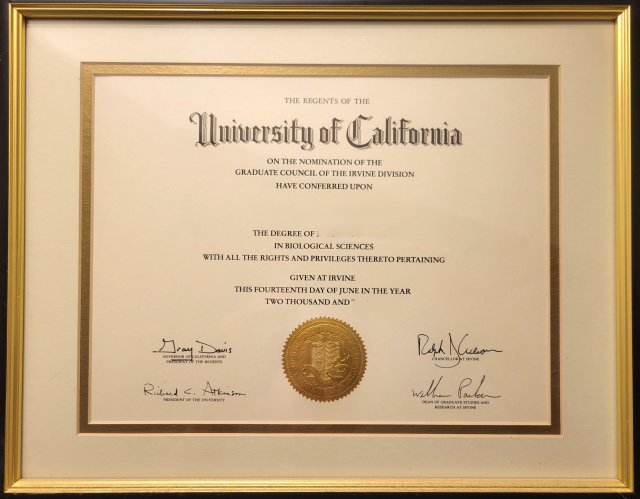 THE REGENTS OF THE
University of California
ON THE NOMINATION OF THE
GRADUATE COUNCIL OF THE IRVINE DIVISION
HAVE CONFERRED UPON
THE DEGREE OF
IN BIOLOGICAL SCIENCES
WITH ALL THE RIGHTS AND PRIVILEGES THERETO PERTAINING
GIVEN AT IRVINE
THIS FOURTEENTH DAY OF JUNE IN THE YEAR
TWO THOUSAND AND
Gray Davis
GOVERNOR OF CALIFORNIA AND
PRESIDENT OF THE REGENTS
Richard C. Atkinson
PRESIDENT OF THE UNIVERSITY
CHANCELLOR AT IRVINE
William Parker
DEAN OF GRADUATE STUDIES AND
RESEARCH AT IRVINE